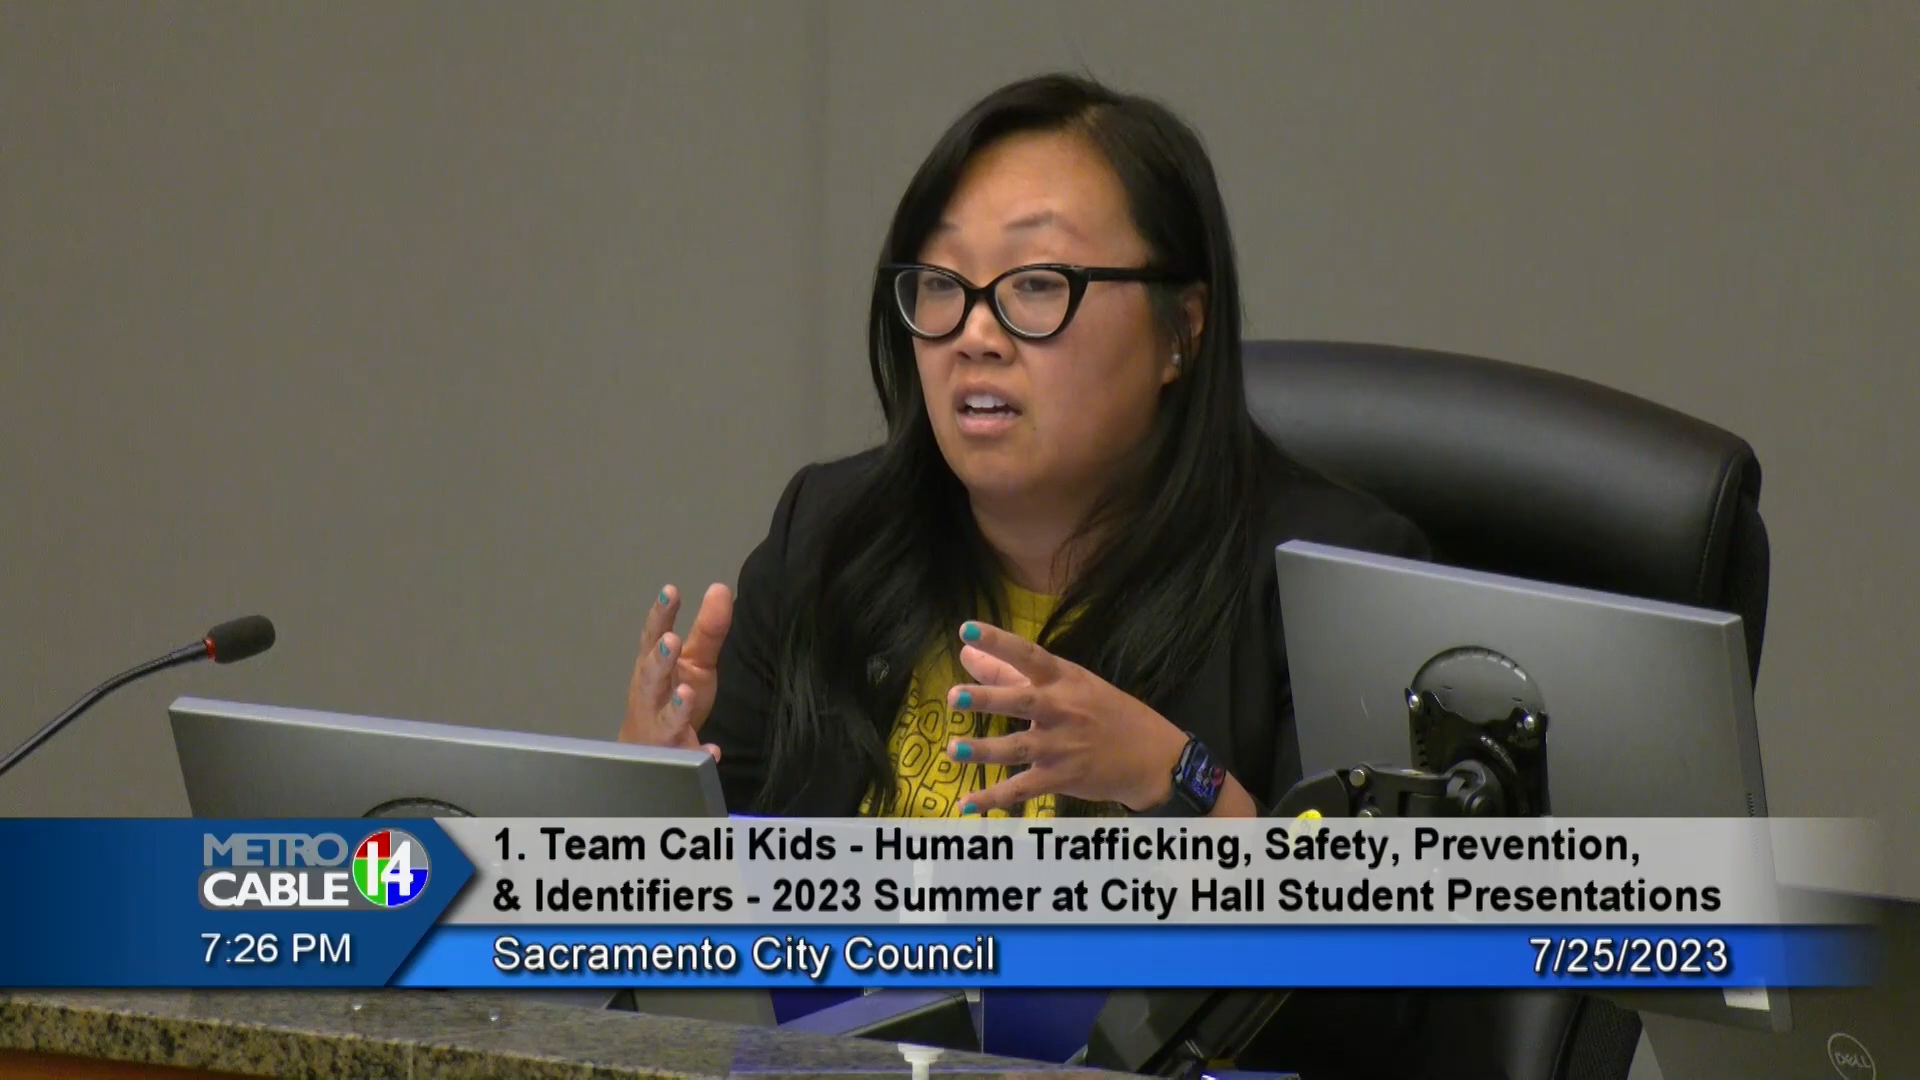 METRO
CABLE 14
7:26 PM
1. Team Cali Kids - Human Trafficking, Safety, Prevention,
& Identifiers - 2023 Summer at City Hall Student Presentations
Sacramento City Council
7/25/2023
DELL